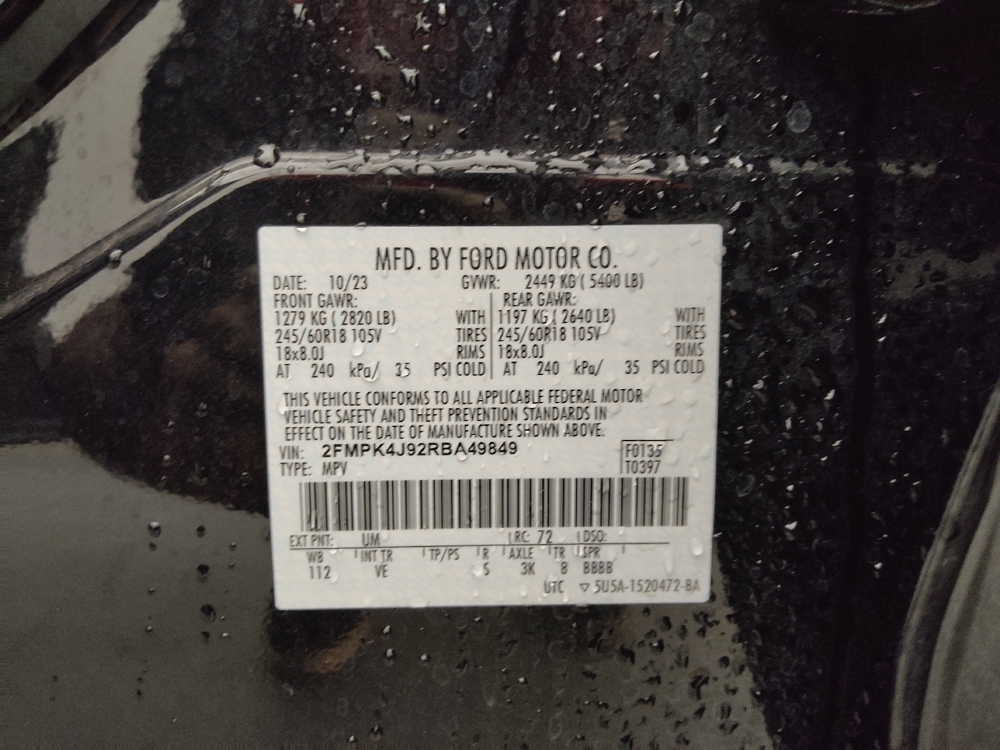 MFD. BY FORD MOTOR CO.
DATE: 10/23 GVWR: 2449 KG ( 5400 LB)
FRONT GAWR: REAR GAWR:
1279 KG ( 2820 LB) WITH 1197 KG ( 2640 LB) WITH
245/60R18 105V TIRES 245/60R18 105V TIRES
18x8.0J RIMS 18x8.0J RIMS
AT 240 kPa/ 35 PSI COLD AT 240 kPa/ 35 PSI COLD
THIS VEHICLE CONFORMS TO ALL APPLICABLE FEDERAL MOTOR
VEHICLE SAFETY AND THEFT PREVENTION STANDARDS IN
EFFECT ON THE DATE OF MANUFACTURE SHOWN ABOVE.
VIN: 2FMPK4J92RBA49849 F0135
TYPE: MPV T0397
EXT PNT: UM RC: 72 DSO:
WB INT TR TP/PS R AXLE TR SPR
112 VE S 3K 8 BBBB
UTC ▽ 5U5A-1520472-BA